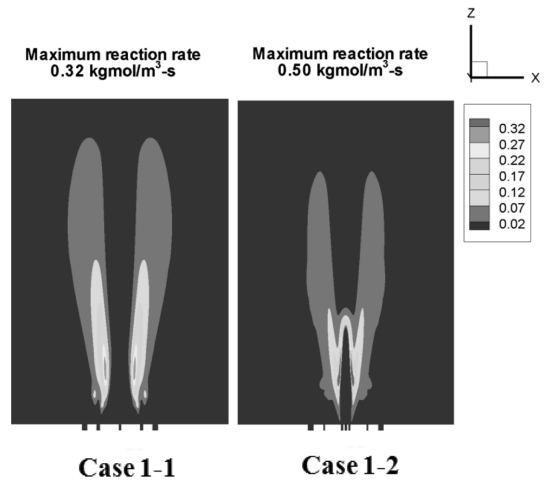 Maximum reaction rate
0.32 kgmol/m³-s
Maximum reaction rate
0.50 kgmol/m³-s
Z
Y
X
0.32
0.27
0.22
0.17
0.12
0.07
0.02
Case 1-1
Case 1-2